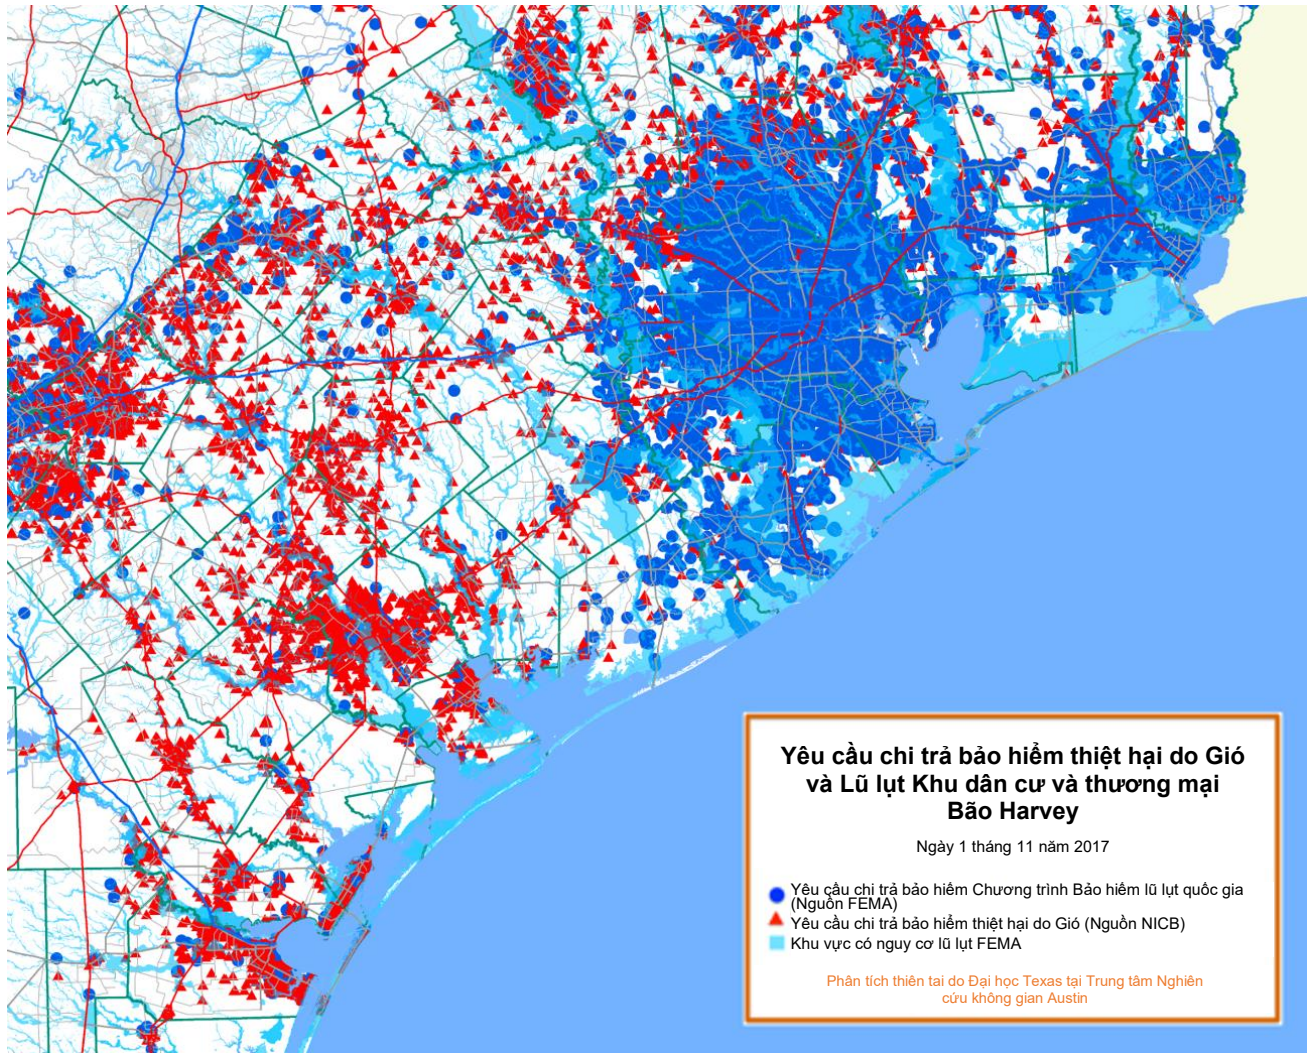 Yêu cầu chi trả bảo hiểm thiệt hại do Gió
và Lũ lụt Khu dân cư và thương mại
Bão Harvey
Ngày 1 tháng 11 năm 2017
Yêu cầu chi trả bảo hiểm Chương trình Bảo hiểm lũ lụt quốc gia
(Nguồn FEMA)
Yêu cầu chi trả bảo hiểm thiệt hại do Gió (Nguồn NICB)
Khu vực có nguy cơ lũ lụt FEMA
Phân tích thiên tai do Đại học Texas tại Trung tâm Nghiên
cứu không gian Austin